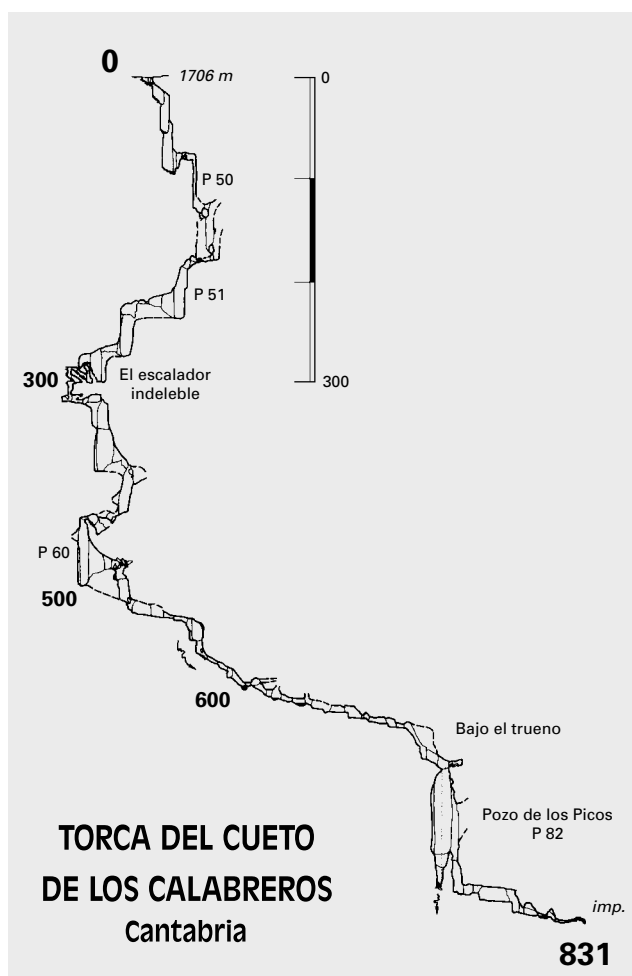 0
1706 m
0
P 50
P 51
300
El escalador
indeleble
300
P 60
500
600
Bajo el trueno
Pozo de los Picos
P 82
TORCA DEL CUETO
DE LOS CALABREROS
Cantabria
imp.
831